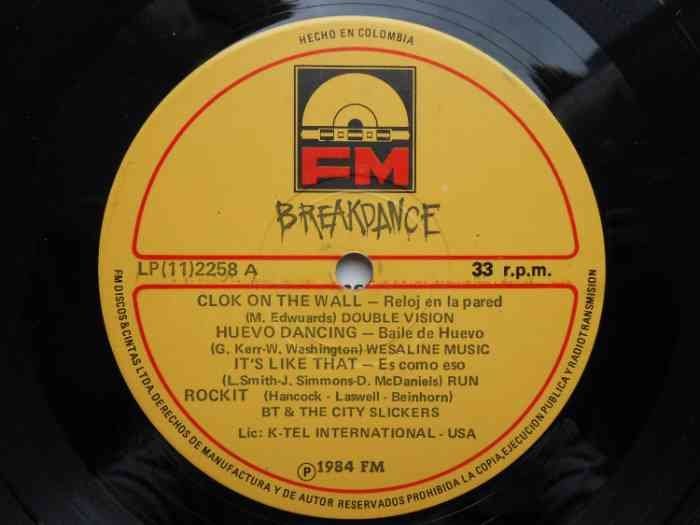 HECHO EN COLOMBIA
FM
BREAKDANCE
LP(11)2258 A
33 r.p.m.
CLOK ON THE WALL – Reloj en la pared
(M. Edwuards) DOUBLE VISION
HUEVO DANCING – Baile de Huevo
(G. Kerr-W. Washington) WESALINE MUSIC
IT'S LIKE THAT – Es como eso
(L.Smith-J. Simmons-D. McDaniels) RUN
ROCKIT (Hancock - Laswell - Beinhorn)
BT & THE CITY SLICKERS
Lic: K-TEL INTERNATIONAL - USA
Ⓟ 1984 FM
FM DISCOS & CINTAS LTDA. DERECHOS DE MANUFACTURA Y DE AUTOR RESERVADOS PROHIBIDA LA COPIA, EJECUCION PUBLICA Y RADIOTRANSMISION